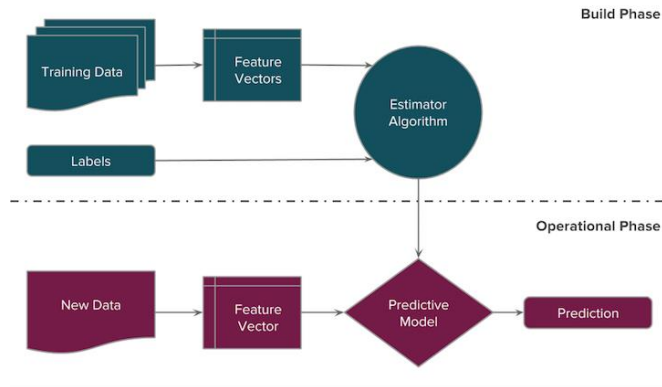 Build Phase
Training Data
Feature
Vectors
Estimator
Algorithm
Labels
Operational Phase
New Data
Feature
Vector
Predictive
Model
Prediction